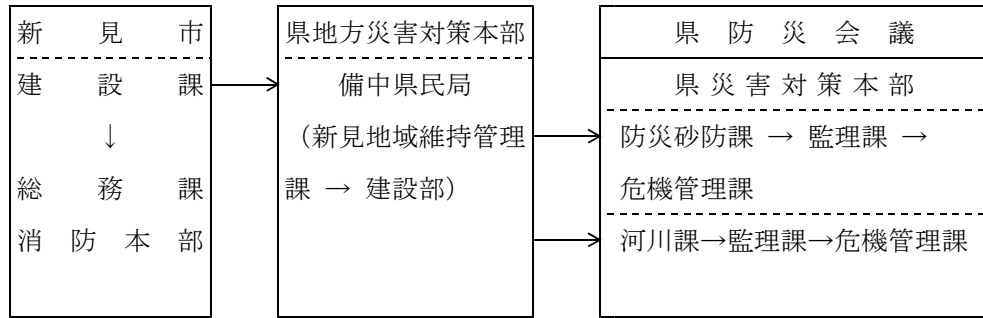 新見市
建設課
↓
総務課
消防本部
県地方災害対策本部
備中県民局
（新見地域維持管理
課 → 建設部）
県防災会議
県災害対策本部
防災砂防課 → 監理課 →
危機管理課
河川課→監理課→危機管理課